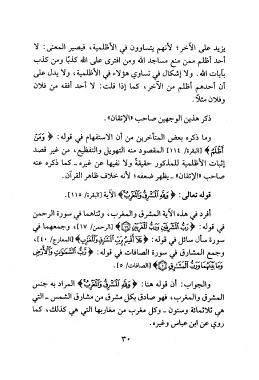 يزيد على الآخر؛ لأنهم يتساوون في الأظلمية، فيصير المعنى: لا
أحد أظلم ممن منع مساجد الله ومن افترى على الله كذبًا ومن كذب
بآيات الله. ولا إشكال في تساوي هؤلاء في الأظلمية، ولا يدل على
أن أحدهم أظلم من الآخر، كما إذا قلت: لا أحد أفقه من فلان
وفلان مثلًا.
ذكر هذين الوجهين صاحب «الإتقان».
وما ذكره بعض المتأخرين من أن الاستفهام في قوله: ﴿ وَمَنْ
أَظْلَمُ ﴾ [البقرة/ ١١٤] المقصود منه التهويل والتفظيع، من غير قصد
إثبات الأظلمية للمذكور حقيقةً ولا نفيها عن غيره ـ كما ذكره عنه
صاحب «الإتقان» ـ يظهر ضعفه؛ لأنه خلاف ظاهر القرآن.
قوله تعالى: ﴿ وَلِلَّهِ الْمَشْرِقُ وَالْمَغْرِبُ ﴾ الآية [البقرة/ ١١٥].
أفرد في هذه الآية المشرق والمغرب، وثناهما في سورة الرحمن
في قوله: ﴿ رَبُّ الْمَشْرِقَيْنِ وَرَبُّ الْمَغْرِبَيْنِ ﴾ [الرحمن/ ١٧]، وجمعهما في
سورة سأل سائل في قوله: ﴿ فَلَا أُقْسِمُ بِرَبِّ الْمَشَارِقِ وَالْمَغَارِبِ ﴾ [المعارج/ ٤٠]،
وجمع المشارق في سورة الصافات في قوله: ﴿ رَبُّ السَّمَاوَاتِ وَالْأَرْضِ
وَمَا بَيْنَهُمَا وَرَبُّ الْمَشَارِقِ ﴾ [الصافات/ ٥].
والجواب: أن قوله هنا: ﴿ وَلِلَّهِ الْمَشْرِقُ وَالْمَغْرِبُ ﴾ المراد به جنس
المشرق والمغرب، فهو صادق بكل مشرق من مشارق الشمس ـ التي
هي ثلاثمائة وستون ـ وكل مغرب من مغاربها التي هي كذلك، كما
روي عن ابن عباس وغيره.
٣٠